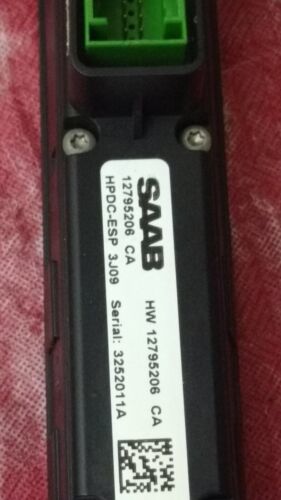 SAAB
HW 12795206 CA
12795206 CA
HPDC-ESP 3J09 Serial: 3252011A